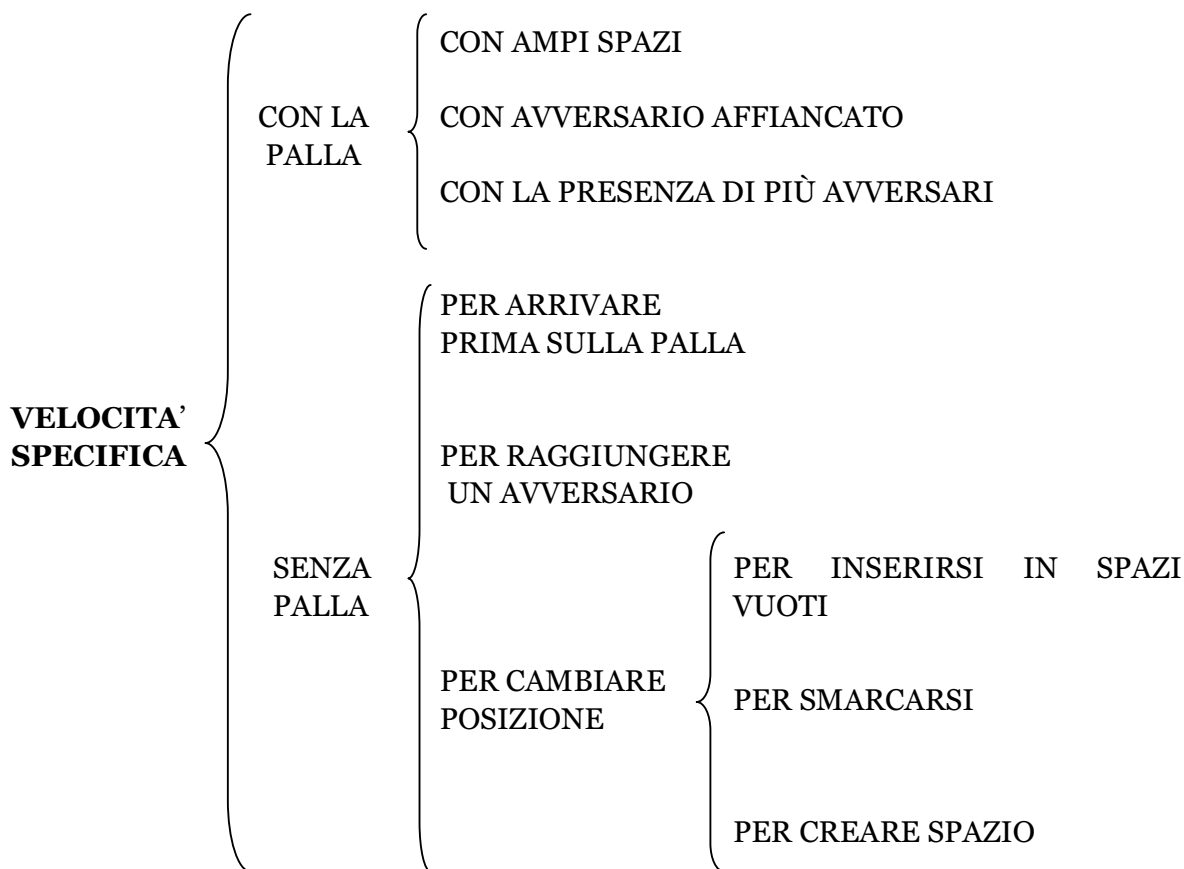 CON AMPI SPAZI
CON LA
PALLA
CON AVVERSARIO AFFIANCATO
CON LA PRESENZA DI PIÙ AVVERSARI
PER ARRIVARE
PRIMA SULLA PALLA
VELOCITA’
SPECIFICA
PER RAGGIUNGERE
UN AVVERSARIO
SENZA
PALLA
PER INSERIRSI IN SPAZI
VUOTI
PER CAMBIARE
POSIZIONE
PER SMARCARSI
PER CREARE SPAZIO